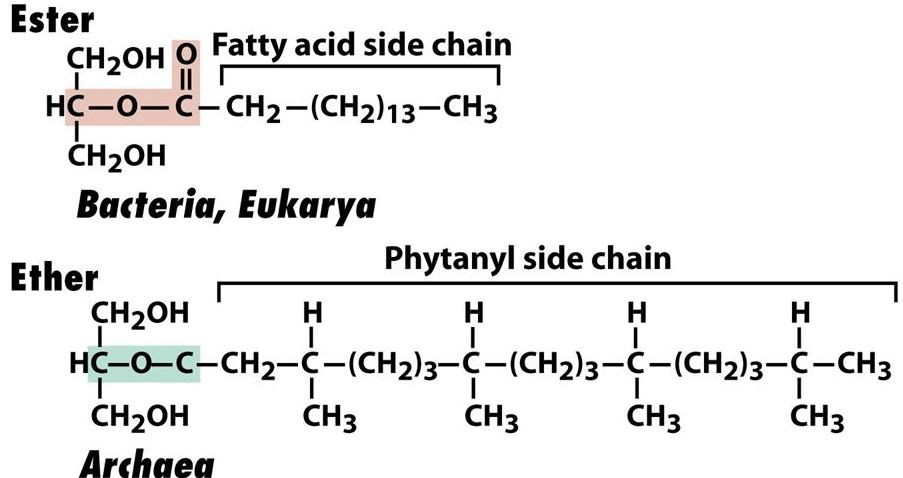 Ester
Fatty acid side chain
CH2OH O
HC–O–C–CH2–(CH2)13–CH3
CH2OH
Bacteria, Eukarya
Phytanyl side chain
Ether
CH2OH H H H H
HC–O–C–CH2–C–(CH2)3–C–(CH2)3–C–(CH2)3–C–CH3
CH2OH CH3 CH3 CH3 CH3
Archaea